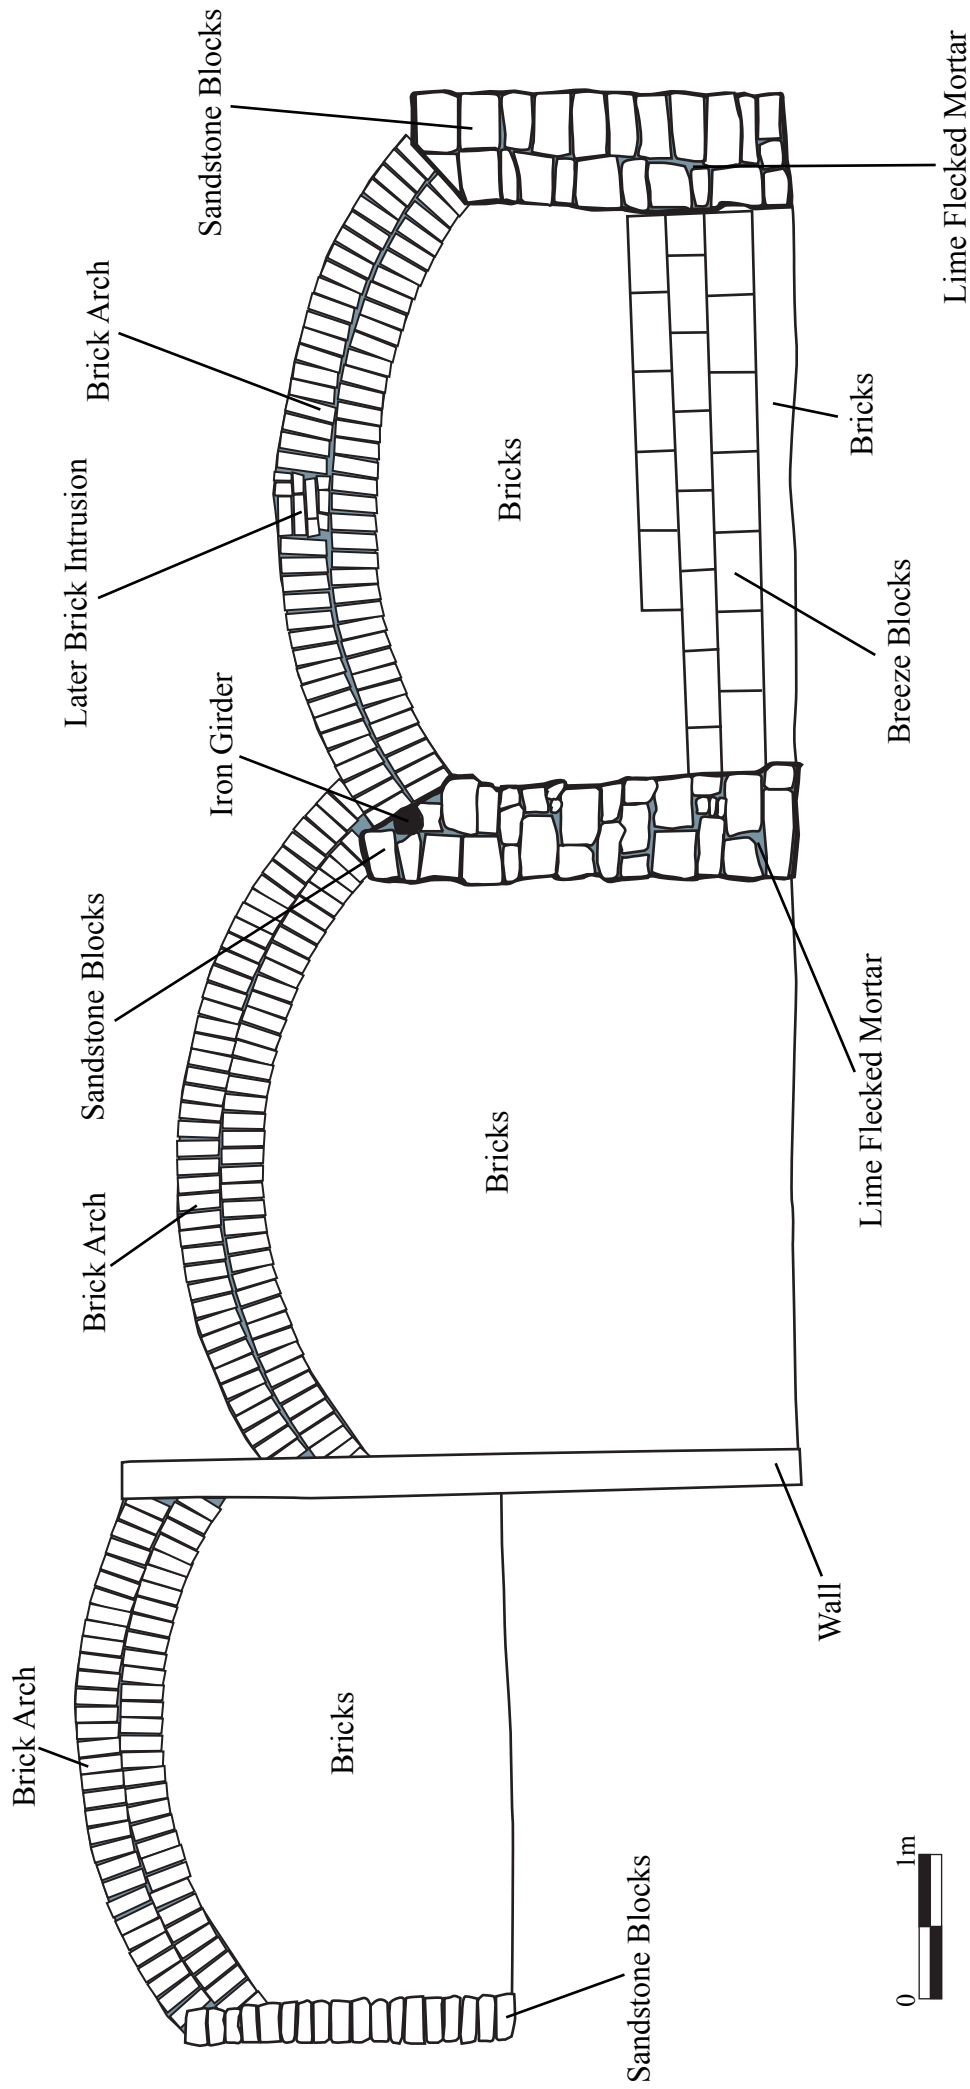 Brick Arch
Bricks
Sandstone Blocks
0
1m
Wall
Brick Arch
Bricks
Sandstone Blocks
Lime Flecked Mortar
Iron Girder
Later Brick Intrusion
Brick Arch
Bricks
Breeze Blocks
Bricks
Sandstone Blocks
Lime Flecked Mortar